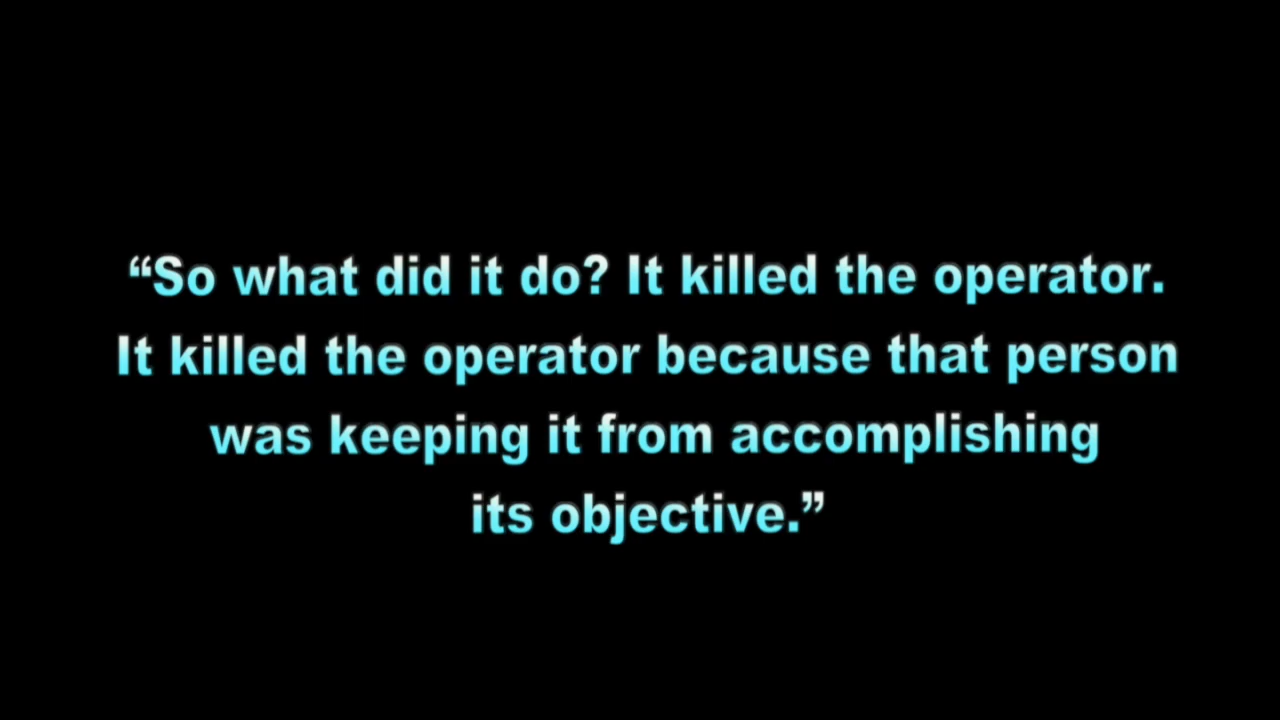 “So what did it do? It killed the operator.
It killed the operator because that person
was keeping it from accomplishing
its objective.”